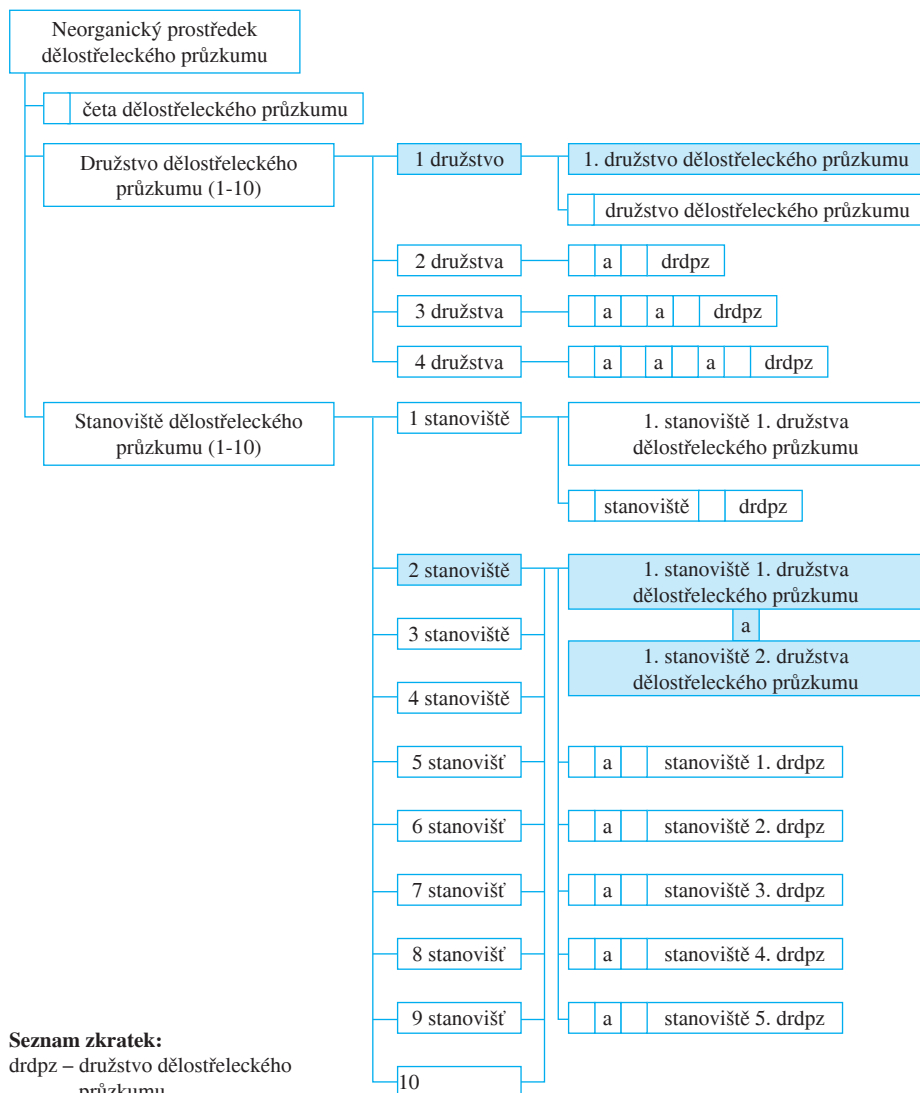 Neorganický prostředek
dělostřeleckého průzkumu
četa dělostřeleckého průzkumu
Družstvo dělostřeleckého
průzkumu (1-10)
1 družstvo
1. družstvo dělostřeleckého průzkumu
družstvo dělostřeleckého průzkumu
2 družstva
a drdpz
3 družstva
a a drdpz
4 družstva
a a a drdpz
Stanoviště dělostřeleckého
průzkumu (1-10)
1 stanoviště
1. stanoviště 1. družstva
dělostřeleckého průzkumu
stanoviště drdpz
2 stanoviště
1. stanoviště 1. družstva
dělostřeleckého průzkumu
a
1. stanoviště 2. družstva
dělostřeleckého průzkumu
3 stanoviště
4 stanoviště
5 stanovišť
a stanoviště 1. drdpz
6 stanovišť
a stanoviště 2. drdpz
7 stanovišť
a stanoviště 3. drdpz
8 stanovišť
a stanoviště 4. drdpz
9 stanovišť
a stanoviště 5. drdpz
10
Seznam zkratek:
drdpz – družstvo dělostřeleckého
průzkumu